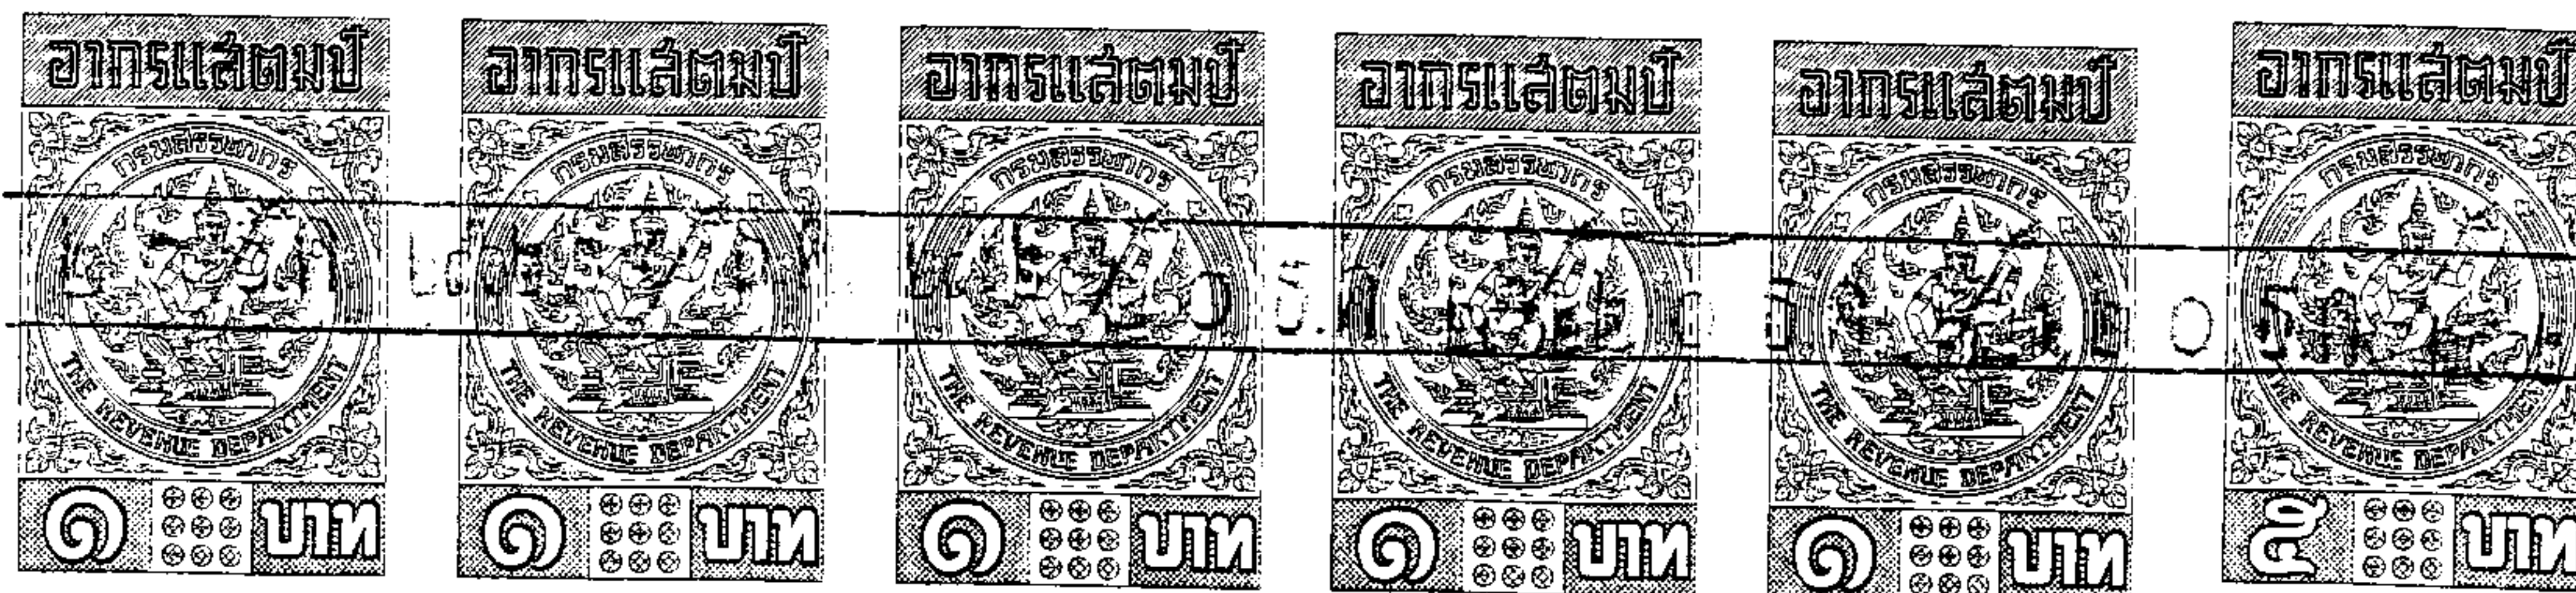 อากรแสตมป์
กรมสรรพากร
THE REVENUE DEPARTMENT
๑ บาท
อากรแสตมป์
กรมสรรพากร
THE REVENUE DEPARTMENT
๑ บาท
อากรแสตมป์
กรมสรรพากร
THE REVENUE DEPARTMENT
๑ บาท
อากรแสตมป์
กรมสรรพากร
THE REVENUE DEPARTMENT
๑ บาท
อากรแสตมป์
กรมสรรพากร
THE REVENUE DEPARTMENT
๑ บาท
อากรแสตมป์
กรมสรรพากร
THE REVENUE DEPARTMENT
๕ บาท